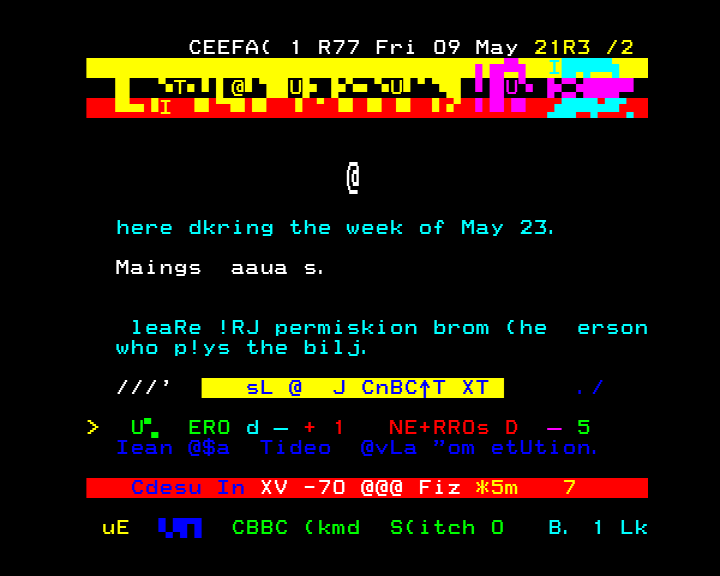 CEEFA( 1 R77 Fri 09 May 21R3 /2
I
T @ U U U
I
@
here dkring the week of May 23.
Maings aaua s.
leaRe !RJ permiskion brom (he erson
who p!ys the bilj.
///' sL @ J CnBC↑T XT ./
> U ERO d — + 1 NE+RROs D — 5
Iean @$a Tideo @vLa "om etUtion.
Cdesu In XV -70 @@@ Fiz *5m 7
uE CBBC (kmd S(itch O B. 1 Lk